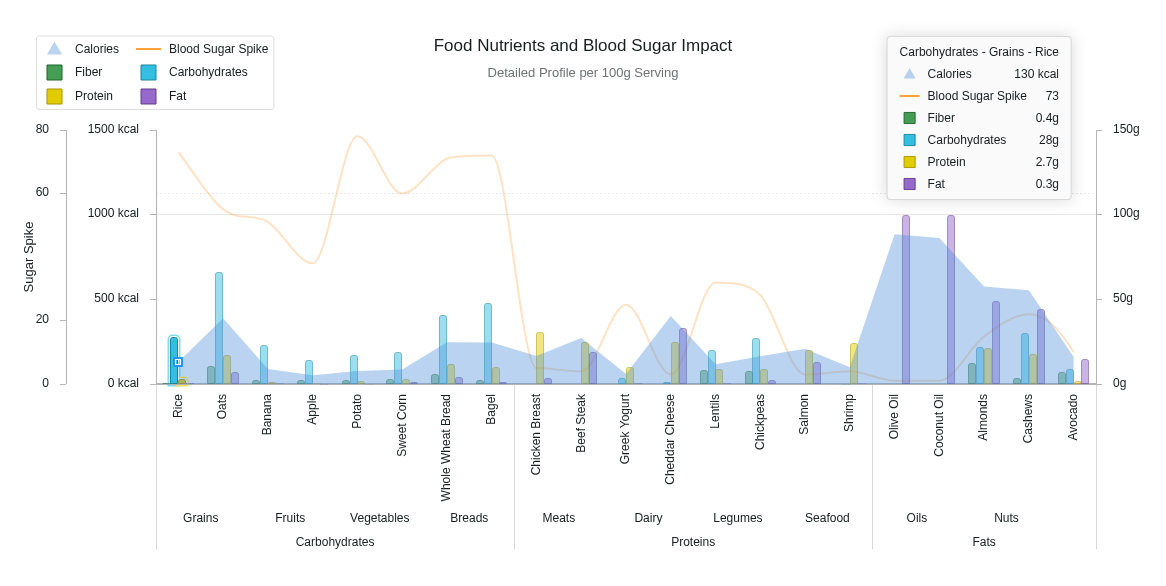 Food Nutrients and Blood Sugar Impact
Detailed Profile per 100g Serving
Calories
Blood Sugar Spike
Fiber
Carbohydrates
Protein
Fat
Carbohydrates - Grains - Rice
Calories 130 kcal
Blood Sugar Spike 73
Fiber 0.4g
Carbohydrates 28g
Protein 2.7g
Fat 0.3g
80
60
20
0
Sugar Spike
1500 kcal
1000 kcal
500 kcal
0 kcal
150g
100g
50g
0g
Rice
Oats
Banana
Apple
Potato
Sweet Corn
Whole Wheat Bread
Bagel
Chicken Breast
Beef Steak
Greek Yogurt
Cheddar Cheese
Lentils
Chickpeas
Salmon
Shrimp
Olive Oil
Coconut Oil
Almonds
Cashews
Avocado
Grains Fruits Vegetables Breads Meats Dairy Legumes Seafood Oils Nuts
Carbohydrates Proteins Fats